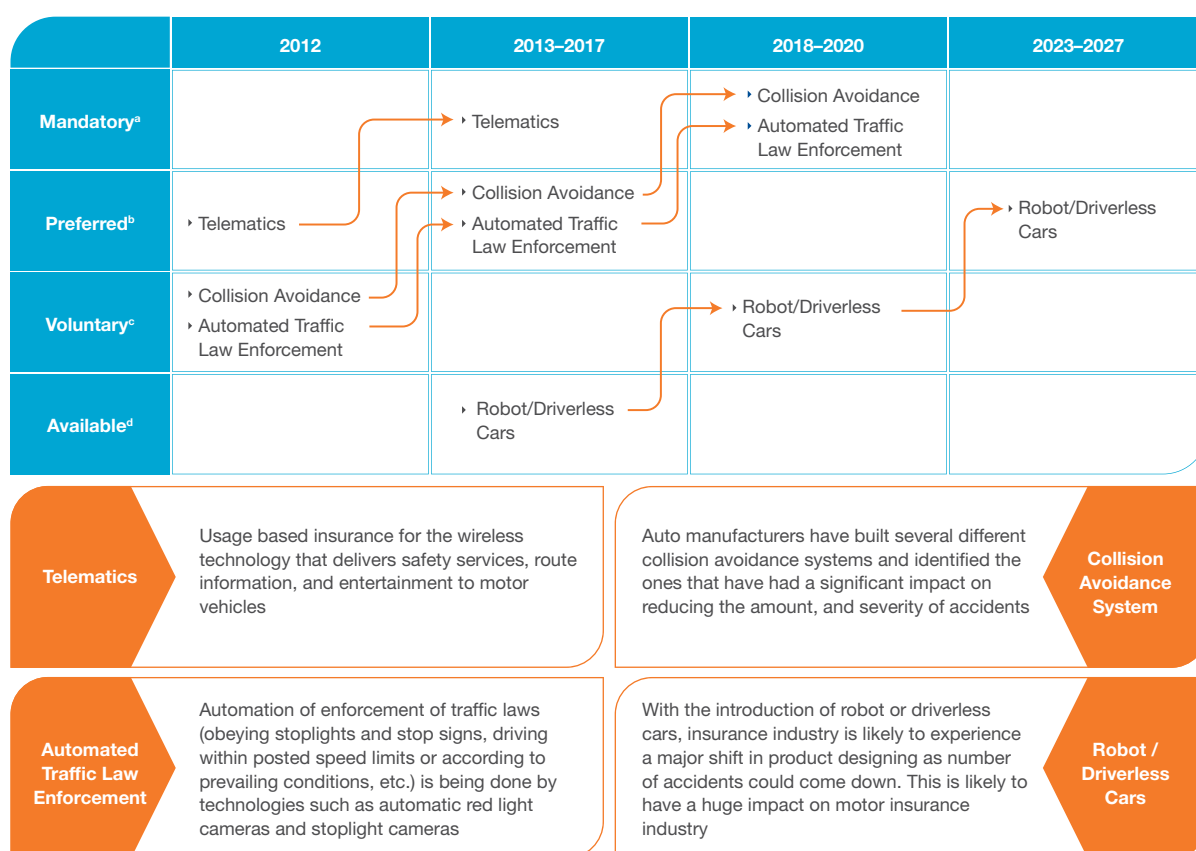 2012
2013–2017
2018–2020
2023–2027
Mandatoryᵃ
‣ Telematics
‣ Collision Avoidance
‣ Automated Traffic
Law Enforcement
Preferredᵇ
‣ Telematics
‣ Collision Avoidance
‣ Automated Traffic
Law Enforcement
‣ Robot/Driverless
Cars
Voluntaryᶜ
‣ Collision Avoidance
‣ Automated Traffic
Law Enforcement
‣ Robot/Driverless
Cars
Availableᵈ
‣ Robot/Driverless
Cars
Telematics
Usage based insurance for the wireless
technology that delivers safety services, route
information, and entertainment to motor
vehicles
Auto manufacturers have built several different
collision avoidance systems and identified the
ones that have had a significant impact on
reducing the amount, and severity of accidents
Collision
Avoidance
System
Automated
Traffic Law
Enforcement
Automation of enforcement of traffic laws
(obeying stoplights and stop signs, driving
within posted speed limits or according to
prevailing conditions, etc.) is being done by
technologies such as automatic red light
cameras and stoplight cameras
With the introduction of robot or driverless
cars, insurance industry is likely to experience
a major shift in product designing as number
of accidents could come down. This is likely to
have a huge impact on motor insurance
industry
Robot /
Driverless
Cars